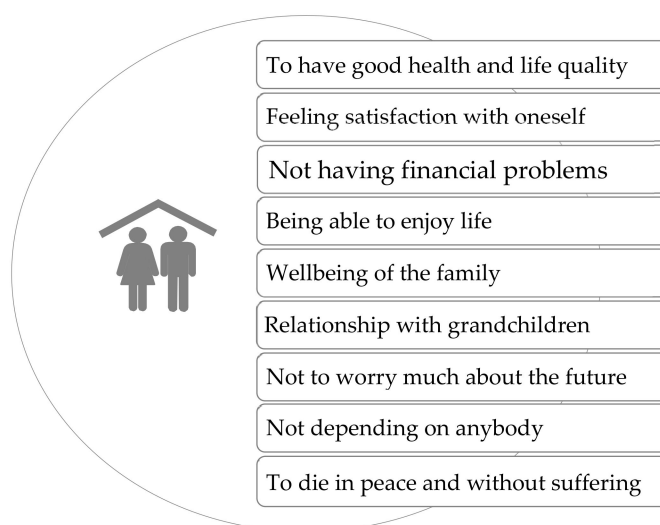 To have good health and life quality
Feeling satisfaction with oneself
Not having financial problems
Being able to enjoy life
Wellbeing of the family
Relationship with grandchildren
Not to worry much about the future
Not depending on anybody
To die in peace and without suffering